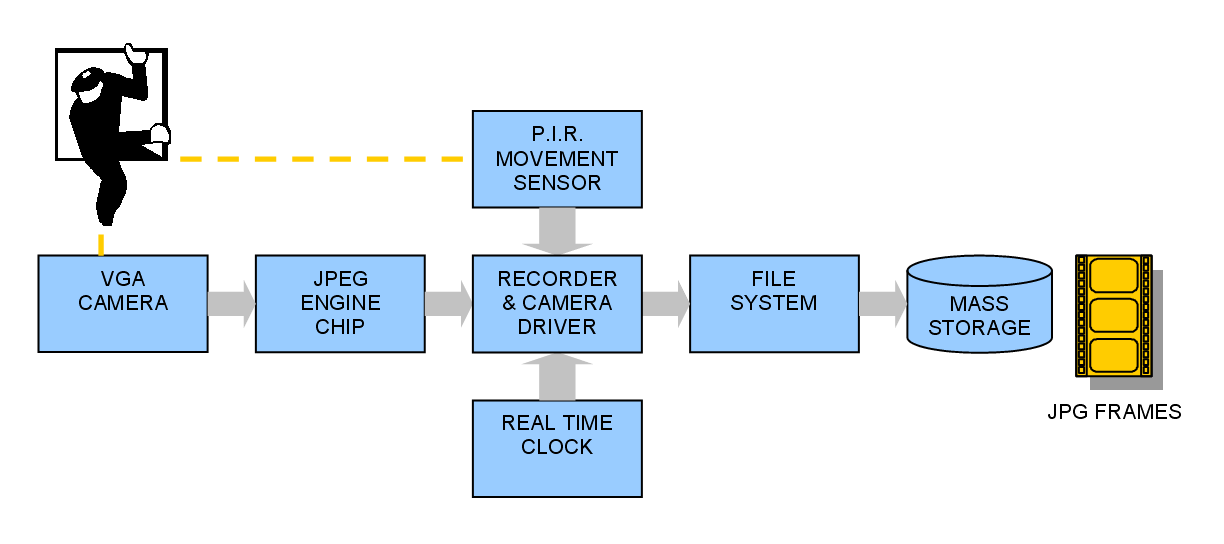 P.I.R.
MOVEMENT
SENSOR
VGA
CAMERA
JPEG
ENGINE
CHIP
RECORDER
& CAMERA
DRIVER
FILE
SYSTEM
MASS
STORAGE
JPG FRAMES
REAL TIME
CLOCK